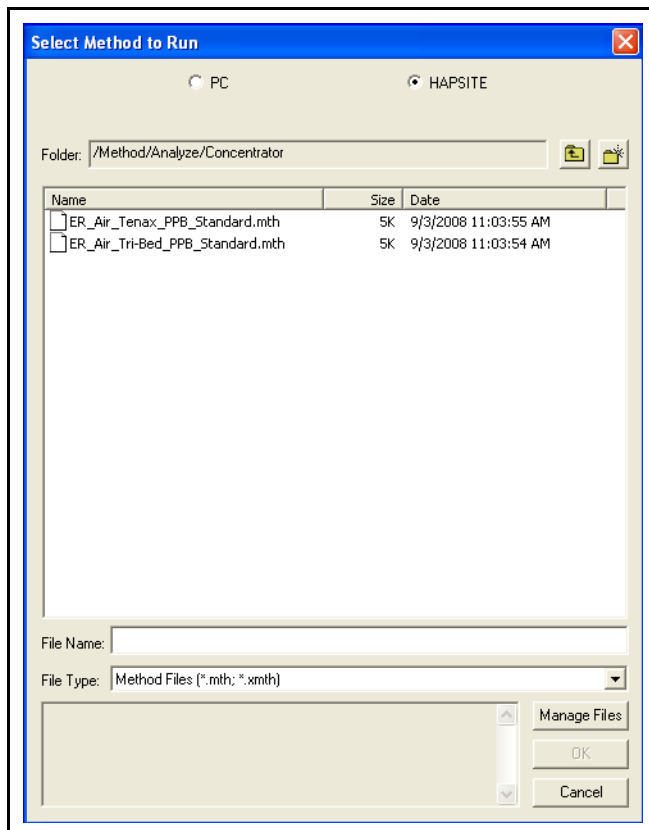 Select Method to Run
PC HAPSITE
Folder: /Method/Analyze/Concentrator
Name Size Date
ER_Air_Tenax_PPB_Standard.mth 5K 9/3/2008 11:03:55 AM
ER_Air_Tri-Bed_PPB_Standard.mth 5K 9/3/2008 11:03:54 AM
File Name:
File Type: Method Files (*.mth; *.xmth)
Manage Files
OK
Cancel